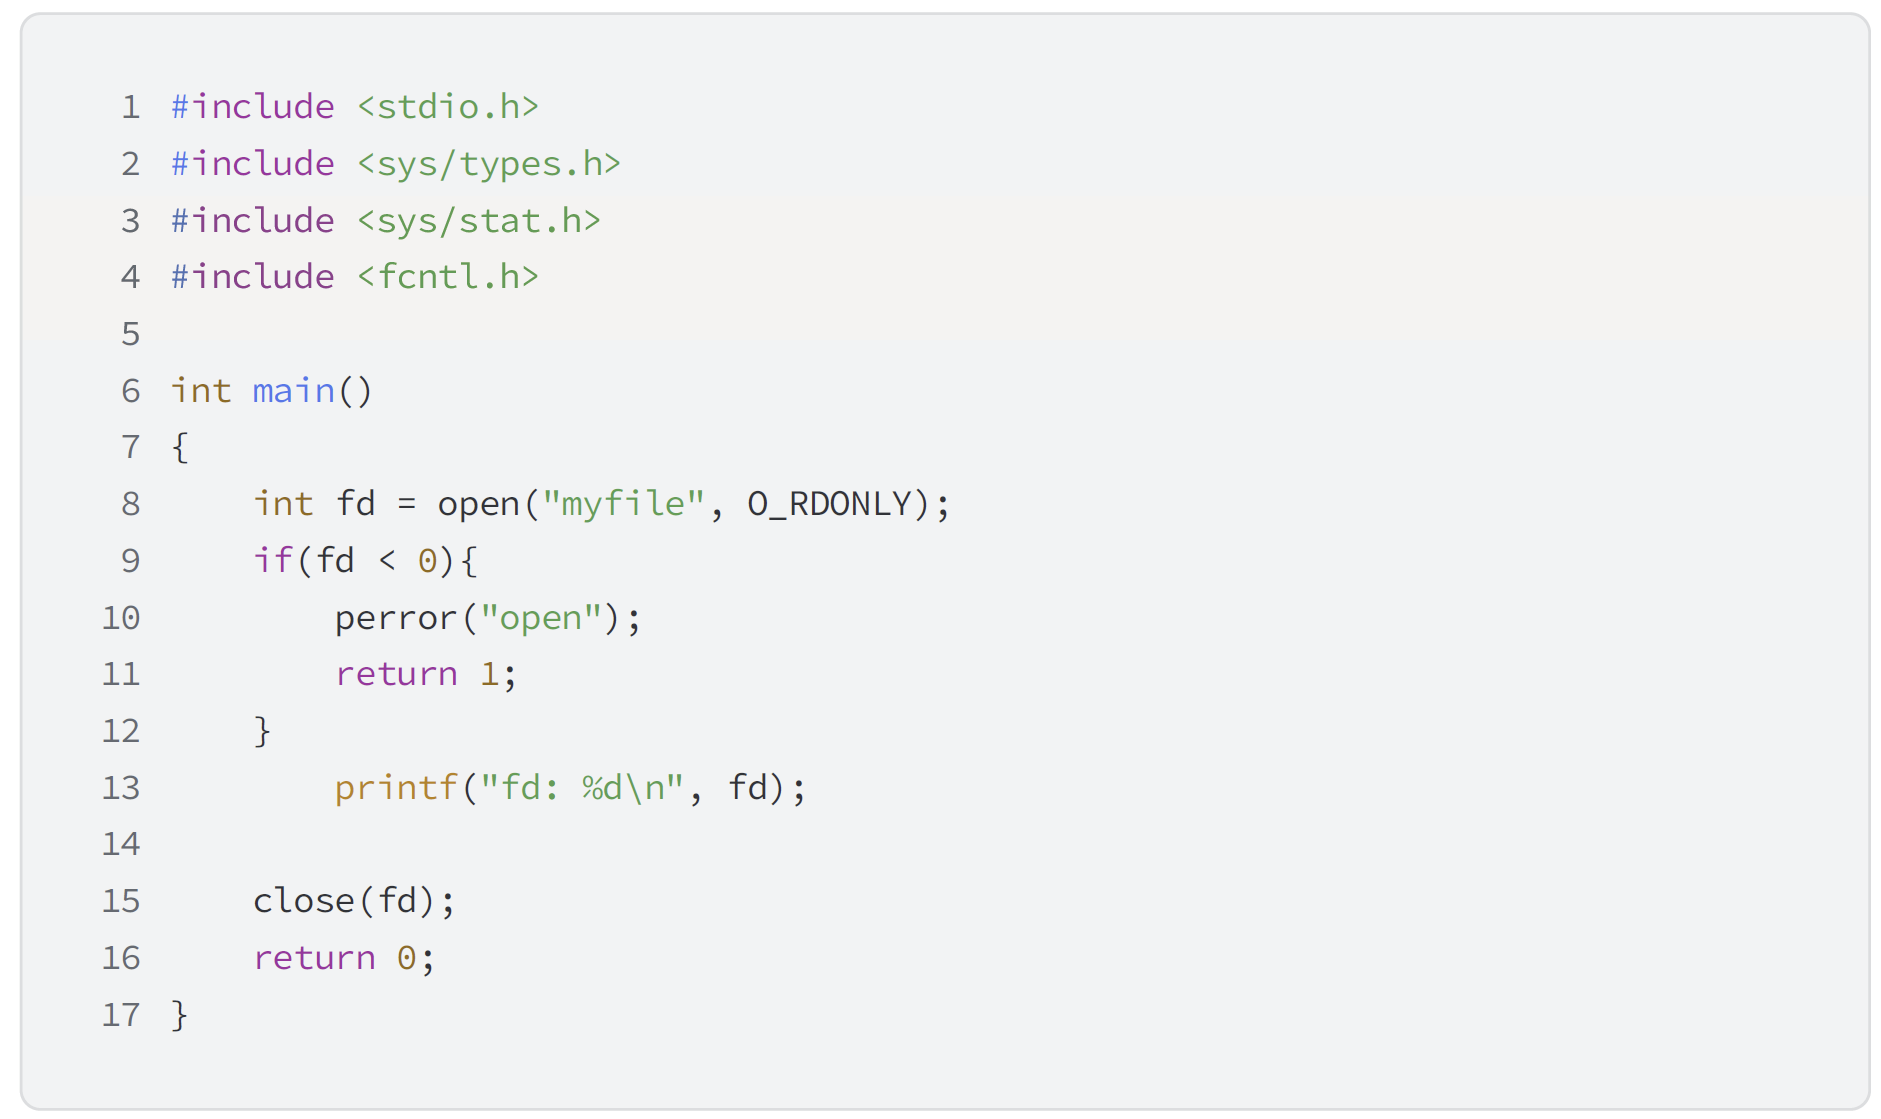 1 #include <stdio.h>
2 #include <sys/types.h>
3 #include <sys/stat.h>
4 #include <fcntl.h>
5
6 int main()
7 {
8     int fd = open("myfile", O_RDONLY);
9     if(fd < 0){
10         perror("open");
11         return 1;
12     }
13         printf("fd: %d\n", fd);
14
15     close(fd);
16     return 0;
17 }